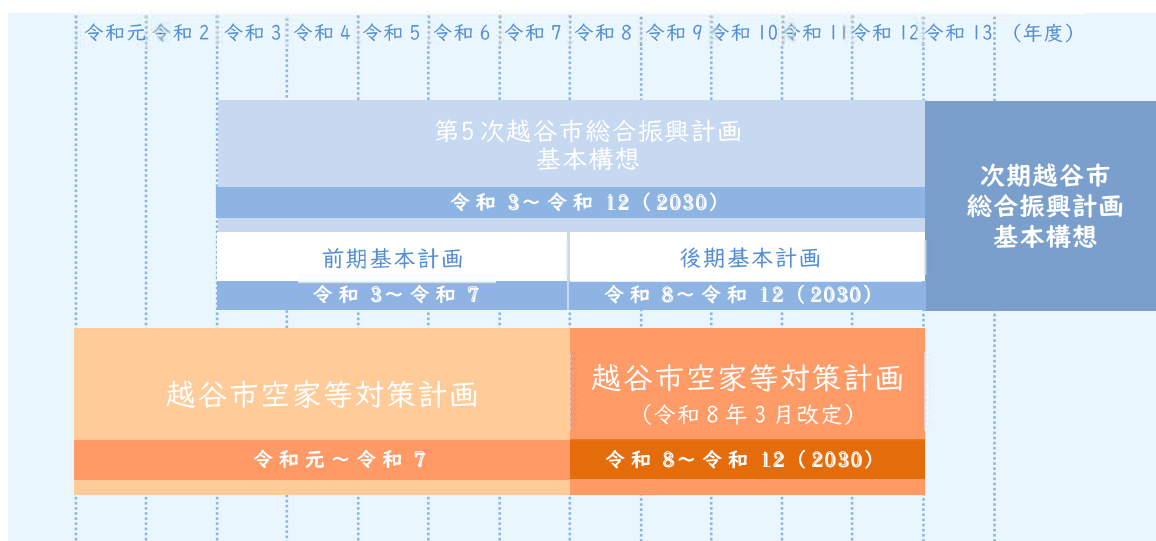 令和元 令和2 令和3 令和4 令和5 令和6 令和7 令和8 令和9 令和10 令和11 令和12 令和13 （年度）
第5次越谷市総合振興計画
基本構想
令和 3～令和 12（2030）
次期越谷市
総合振興計画
基本構想
前期基本計画
後期基本計画
令和 3～令和 7
令和 8～令和 12（2030）
越谷市空家等対策計画
越谷市空家等対策計画
（令和8年3月改定）
令和元～令和 7
令和 8～令和 12（2030）